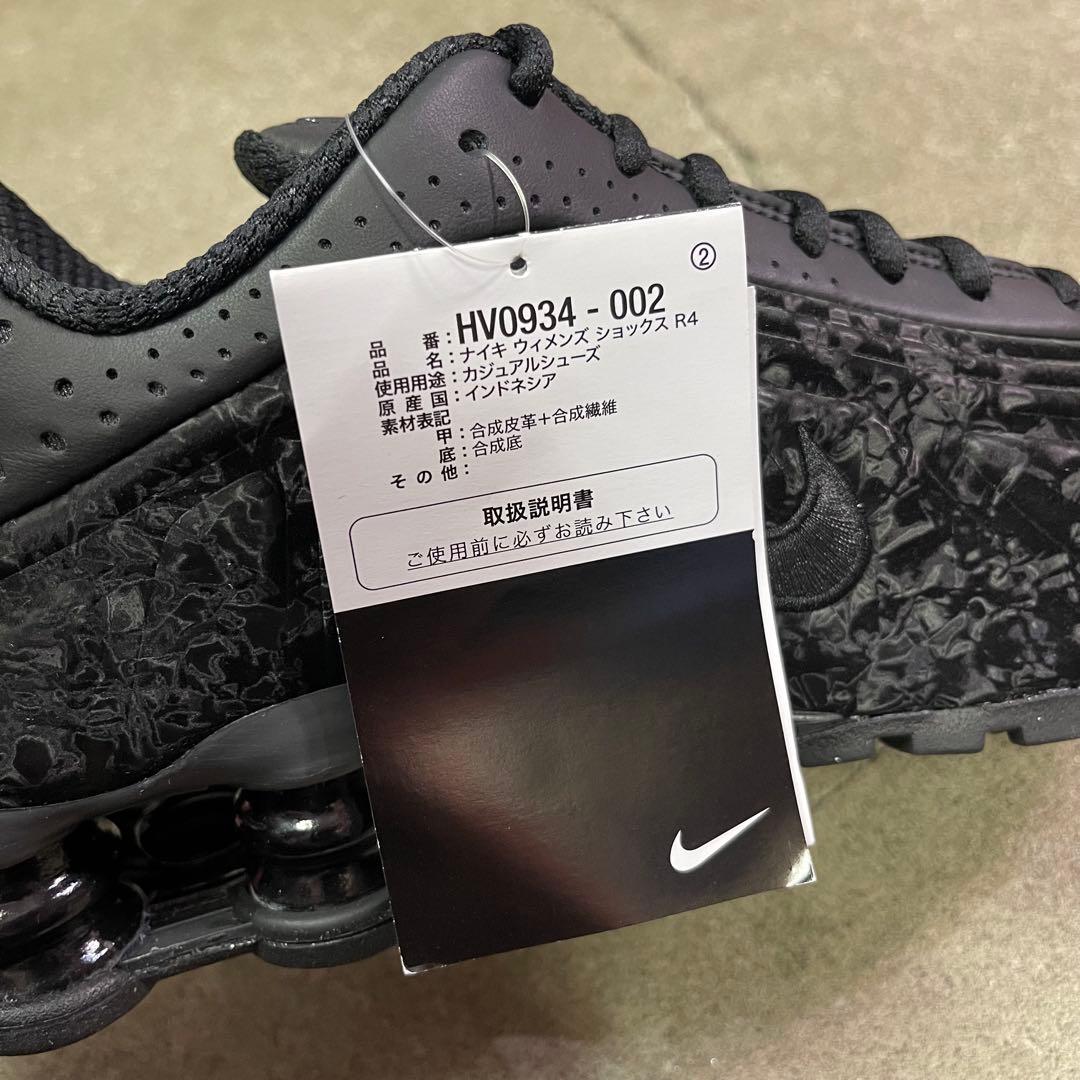 ②
品 番：HV0934 - 002
品 名：ナイキ ウィメンズ ショックス R4
使用用途：カジュアルシューズ
原 産 国：インドネシア
素材表記
甲：合成皮革＋合成繊維
底：合成底
そ の 他：
取扱説明書
ご使用前に必ずお読み下さい